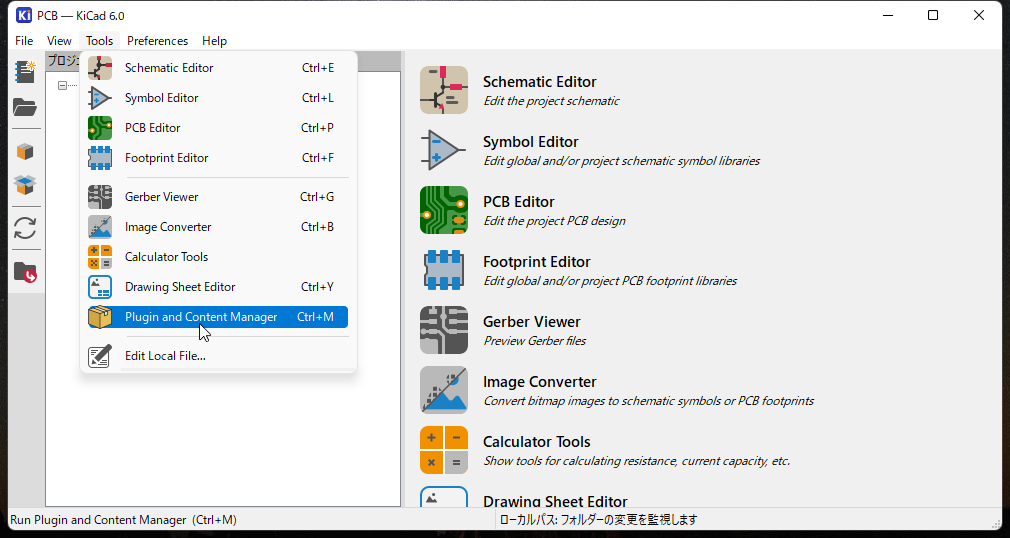 PCB — KiCad 6.0
File View Tools Preferences Help
プロジ
Schematic Editor Ctrl+E
Symbol Editor Ctrl+L
PCB Editor Ctrl+P
Footprint Editor Ctrl+F
Gerber Viewer Ctrl+G
Image Converter Ctrl+B
Calculator Tools
Drawing Sheet Editor Ctrl+Y
Plugin and Content Manager Ctrl+M
Edit Local File...
Schematic Editor
Edit the project schematic
Symbol Editor
Edit global and/or project schematic symbol libraries
PCB Editor
Edit the project PCB design
Footprint Editor
Edit global and/or project PCB footprint libraries
Gerber Viewer
Preview Gerber files
Image Converter
Convert bitmap images to schematic symbols or PCB footprints
Calculator Tools
Show tools for calculating resistance, current capacity, etc.
Drawing Sheet Editor
Run Plugin and Content Manager (Ctrl+M)
ローカルパス: フォルダーの変更を監視します